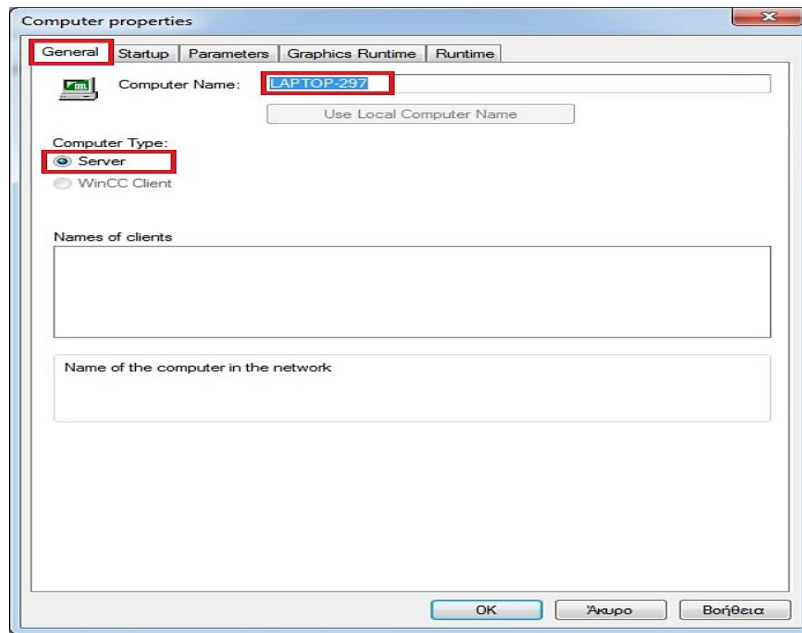 Computer properties
General Startup Parameters Graphics Runtime Runtime
Computer Name: LAPTOP-297
Use Local Computer Name
Computer Type:
Server
WinCC Client
Names of clients
Name of the computer in the network
OK Άκυρο Βοήθεια